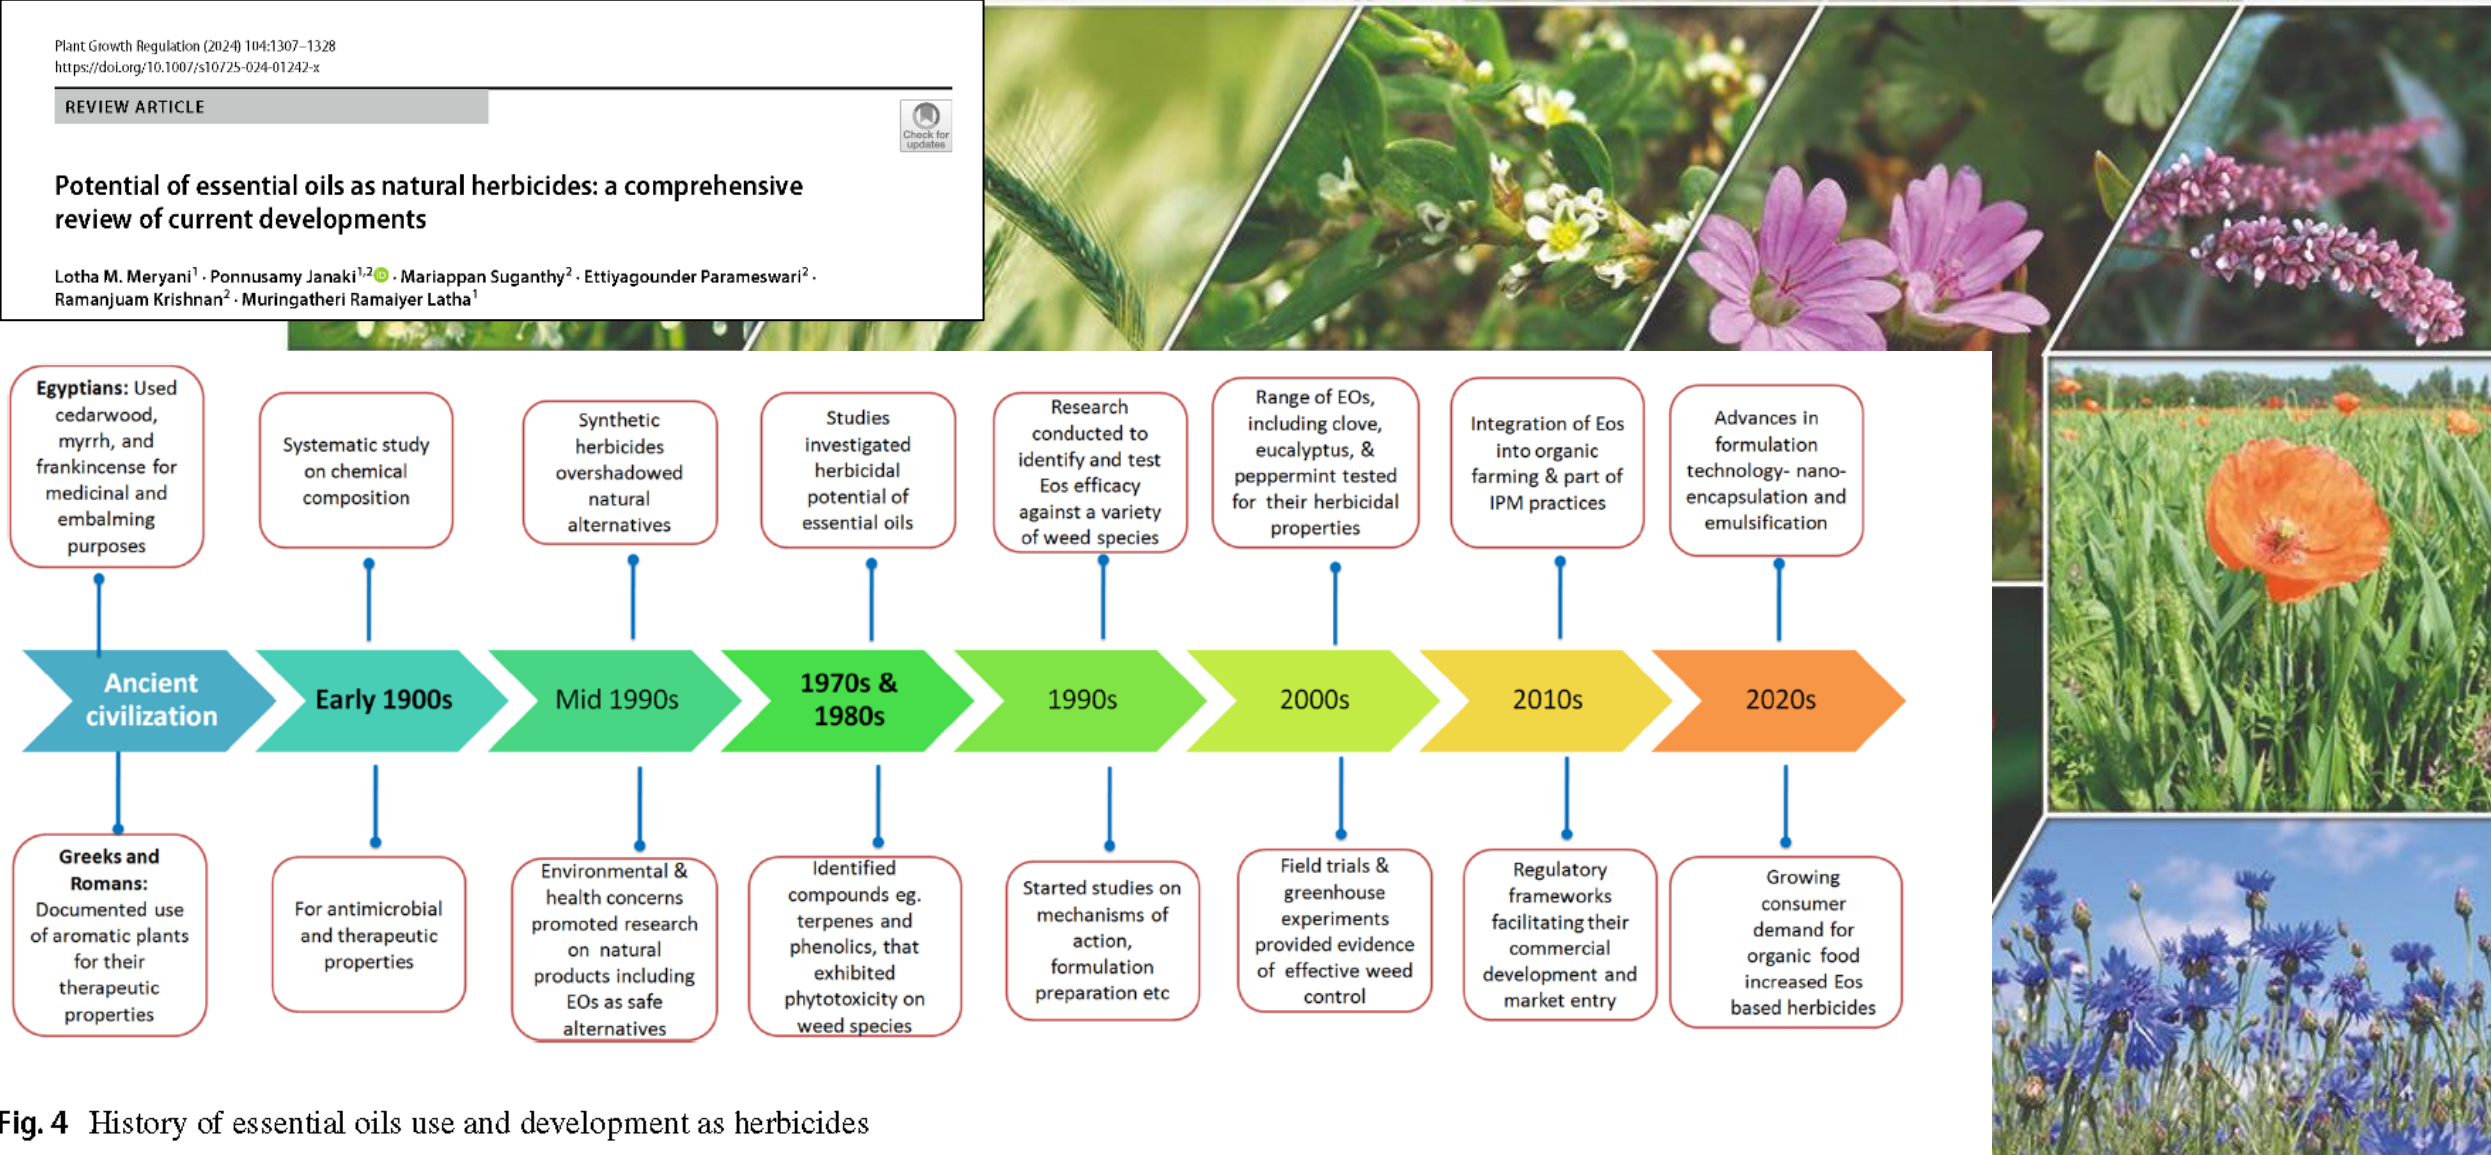 Plant Growth Regulation (2024) 104:1307–1328
https://doi.org/10.1007/s10725-024-01242-x
REVIEW ARTICLE
Check for
updates
Potential of essential oils as natural herbicides: a comprehensive
review of current developments
Lotha M. Meryani1 · Ponnusamy Janaki1,2 · Mariappan Suganthy2 · Ettiyagounder Parameswari2 ·
Ramanjuam Krishnan2 · Muringatheri Ramaiyer Latha1
Egyptians: Used
cedarwood,
myrrh, and
frankincense for
medicinal and
embalming
purposes
Systematic study
on chemical
composition
Synthetic
herbicides
overshadowed
natural
alternatives
Studies
investigated
herbicidal
potential of
essential oils
Research
conducted to
identify and test
Eos efficacy
against a variety
of weed species
Range of EOs,
including clove,
eucalyptus, &
peppermint tested
for their herbicidal
properties
Integration of Eos
into organic
farming & part of
IPM practices
Advances in
formulation
technology- nano-
encapsulation and
emulsification
Ancient
civilization
Early 1900s
Mid 1990s
1970s &
1980s
1990s
2000s
2010s
2020s
Greeks and
Romans:
Documented use
of aromatic plants
for their
therapeutic
properties
For antimicrobial
and therapeutic
properties
Environmental &
health concerns
promoted research
on natural
products including
EOs as safe
alternatives
Identified
compounds eg.
terpenes and
phenolics, that
exhibited
phytotoxicity on
weed species
Started studies on
mechanisms of
action,
formulation
preparation etc
Field trials &
greenhouse
experiments
provided evidence
of effective weed
control
Regulatory
frameworks
facilitating their
commercial
development and
market entry
Growing
consumer
demand for
organic food
increased Eos
based herbicides
Fig. 4 History of essential oils use and development as herbicides